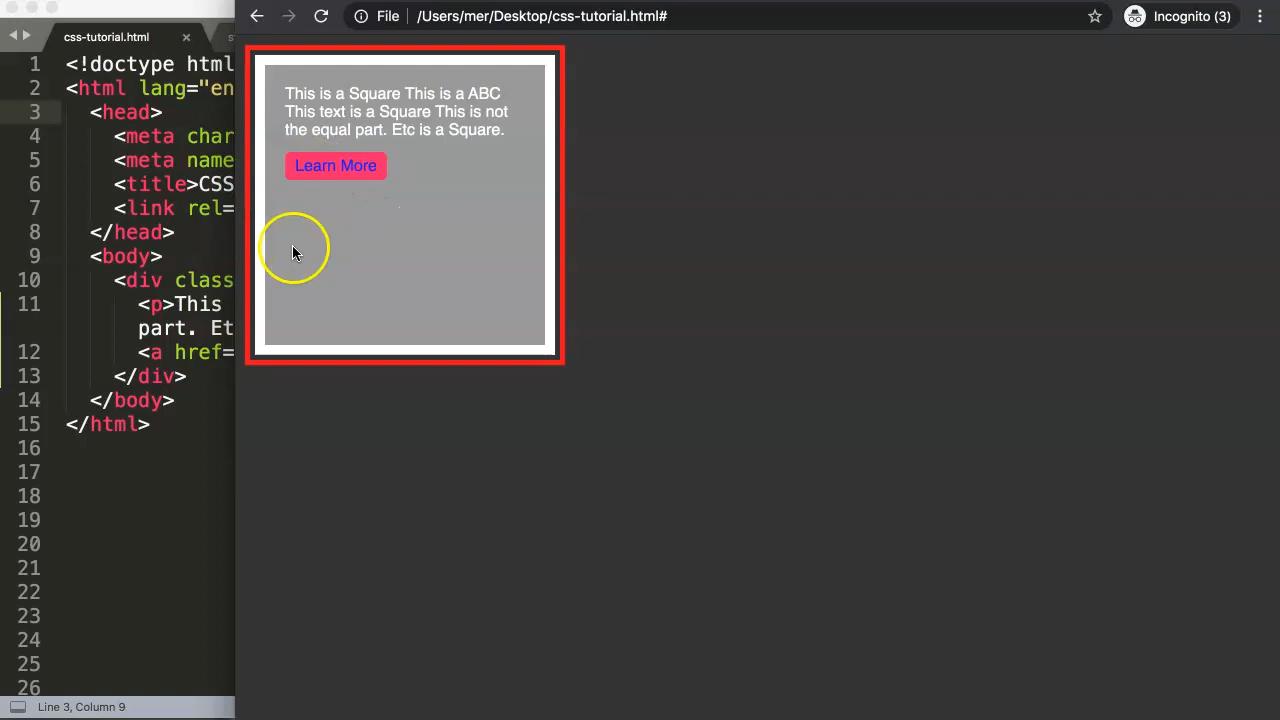 File /Users/mer/Desktop/css-tutorial.html# Incognito (3)
css-tutorial.html
1 <!doctype html
2 <html lang="en
3 <head>
4 <meta char
5 <meta name
6 <title>CSS
7 <link rel=
8 </head>
9 <body>
10 <div class
11 <p>This
part. Et
12 <a href=
13 </div>
14 </body>
15 </html>
16
17
18
19
20
21
22
23
24
25
26
Line 3, Column 9
This is a Square This is a ABC
This text is a Square This is not
the equal part. Etc is a Square.
Learn More